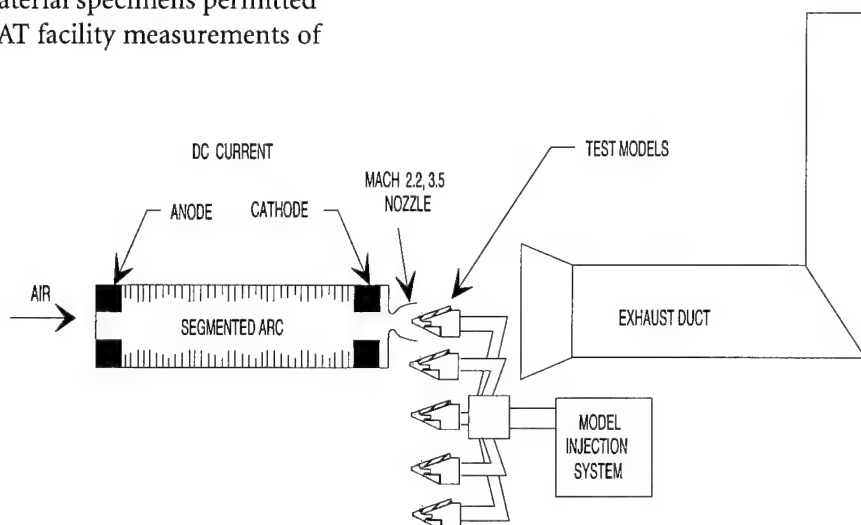 aterial specimens permitted
AT facility measurements of
DC CURRENT
TEST MODELS
MACH 2.2, 3.5
NOZZLE
ANODE
CATHODE
AIR
SEGMENTED ARC
EXHAUST DUCT
MODEL
INJECTION
SYSTEM